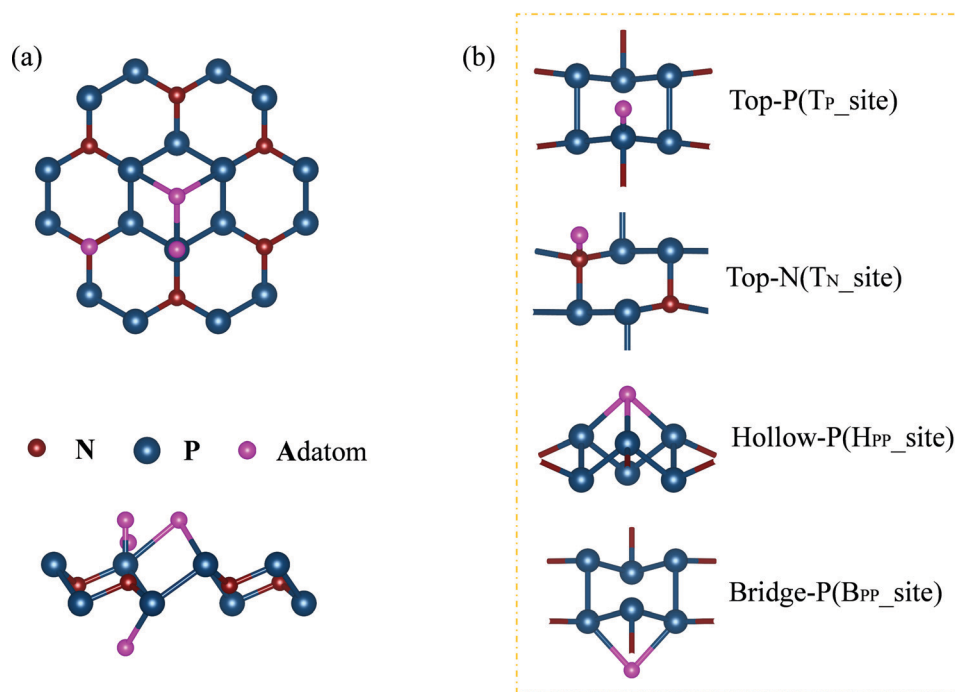 (a)
(b)
N P Adatom
Top-P(TP_site)
Top-N(TN_site)
Hollow-P(HPP_site)
Bridge-P(BPP_site)